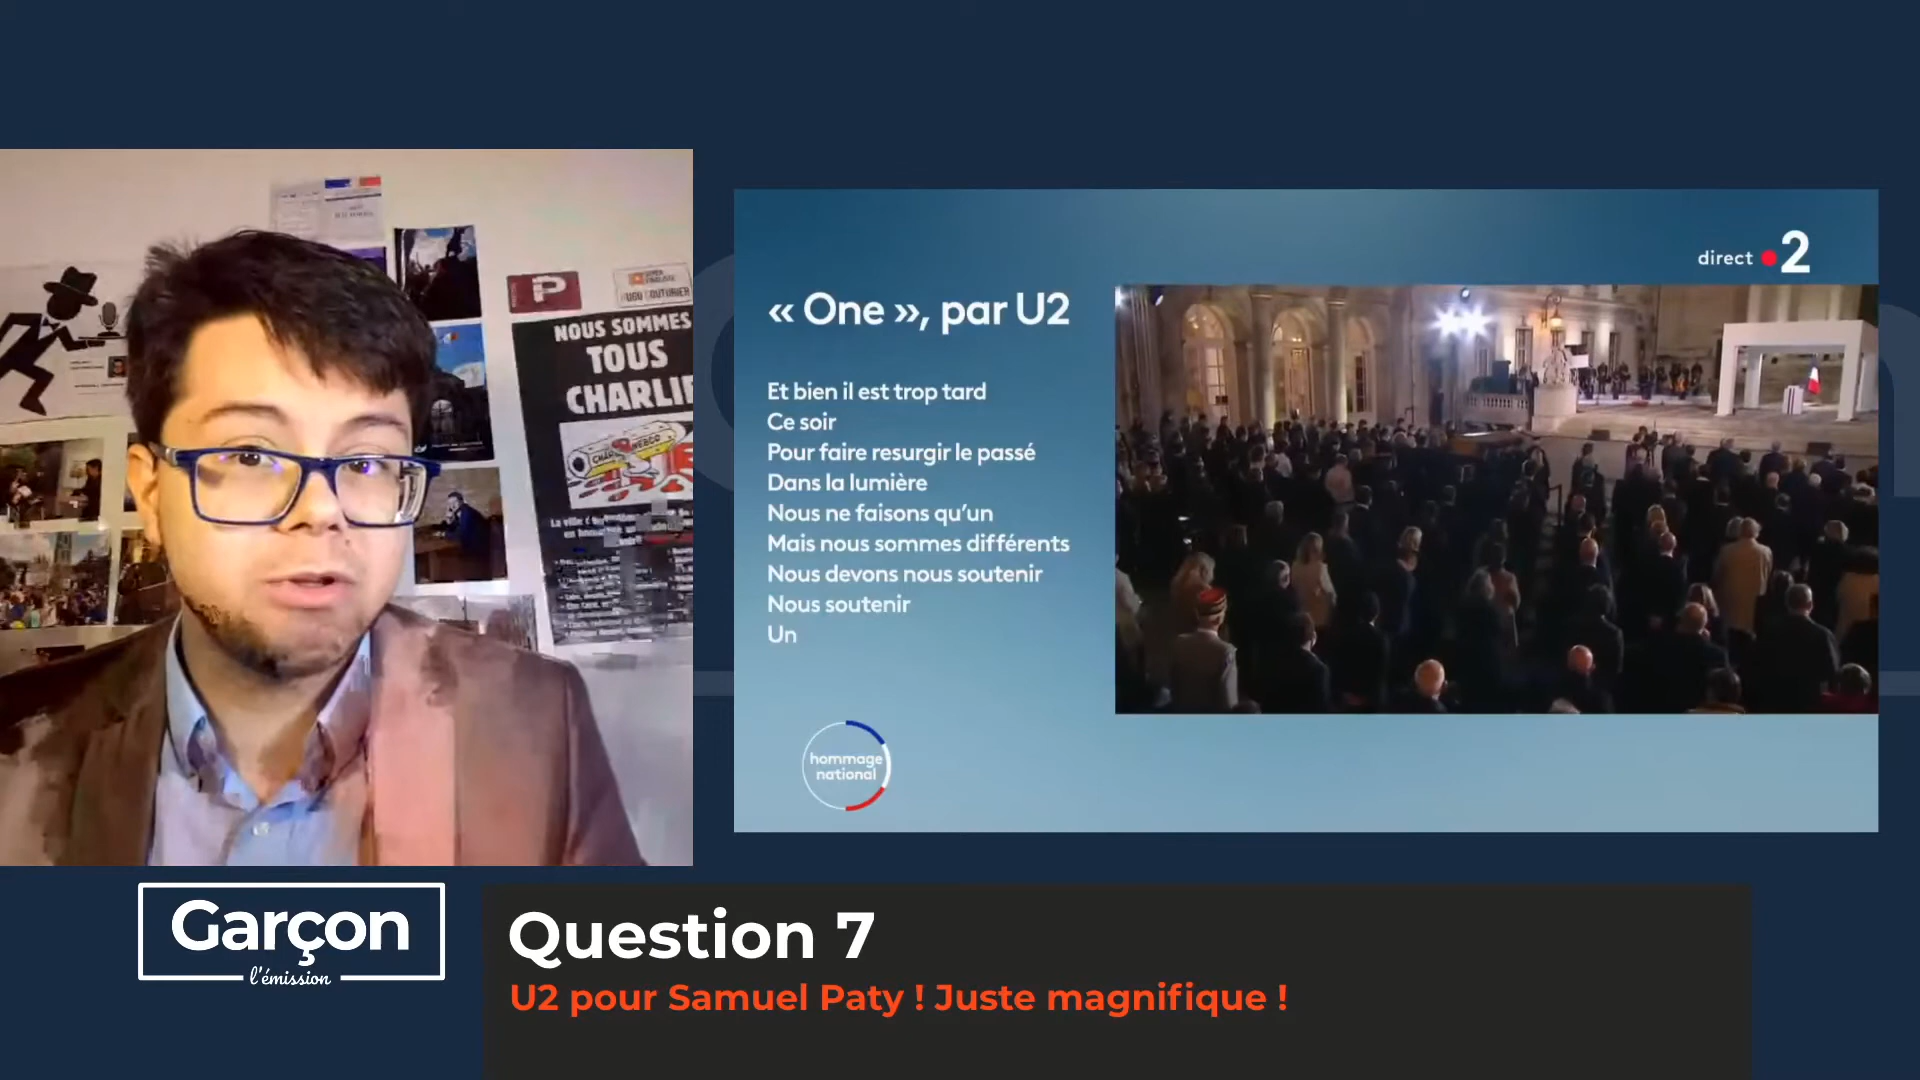 NOUS SOMMES
TOUS
CHARLIE
P
direct 2
« One », par U2
Et bien il est trop tard
Ce soir
Pour faire resurgir le passé
Dans la lumière
Nous ne faisons qu’un
Mais nous sommes différents
Nous devons nous soutenir
Nous soutenir
Un
hommage
national
Garçon
l'émission
Question 7
U2 pour Samuel Paty ! Juste magnifique !